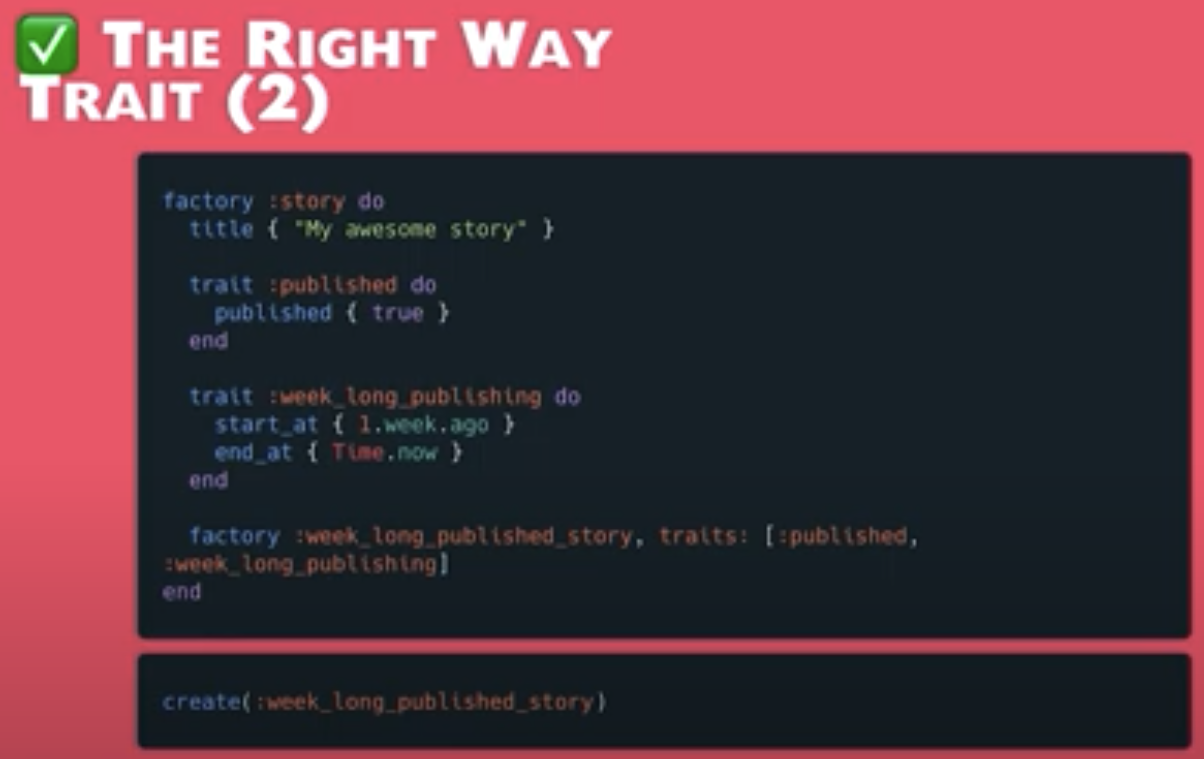 ✅ THE RIGHT WAY
TRAIT (2)
factory :story do
  title { "My awesome story" }

  trait :published do
    published { true }
  end

  trait :week_long_publishing do
    start_at { 1.week.ago }
    end_at { Time.now }
  end

  factory :week_long_published_story, traits: [:published,
:week_long_publishing]
end
create(:week_long_published_story)